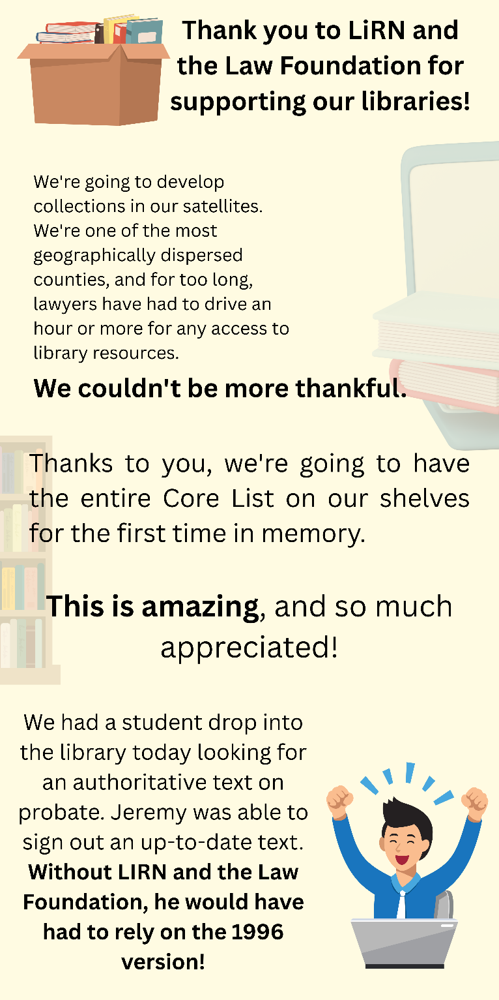 Thank you to LiRN and
the Law Foundation for
supporting our libraries!
We're going to develop
collections in our satellites.
We're one of the most
geographically dispersed
counties, and for too long,
lawyers have had to drive an
hour or more for any access to
library resources.
We couldn't be more thankful.
Thanks to you, we're going to have
the entire Core List on our shelves
for the first time in memory.
This is amazing, and so much
appreciated!
We had a student drop into
the library today looking for
an authoritative text on
probate. Jeremy was able to
sign out an up-to-date text.
Without LIRN and the Law
Foundation, he would have
had to rely on the 1996
version!